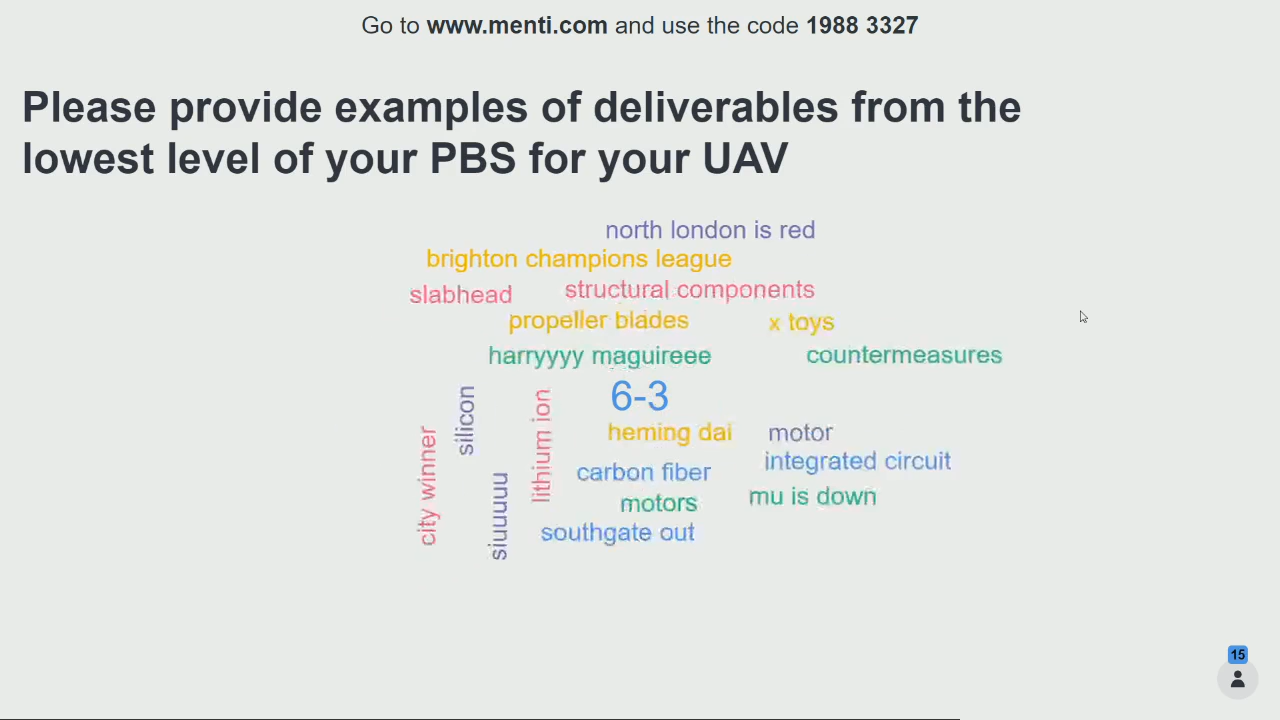 Go to www.menti.com and use the code 1988 3327
Please provide examples of deliverables from the
lowest level of your PBS for your UAV
north london is red
brighton champions league
slabhead
structural components
propeller blades
x toys
harryyyy maguireee
countermeasures
6-3
silicon
lithium ion
city winner
heming dai
motor
carbon fiber
integrated circuit
siuuuuu
motors
mu is down
southgate out
15